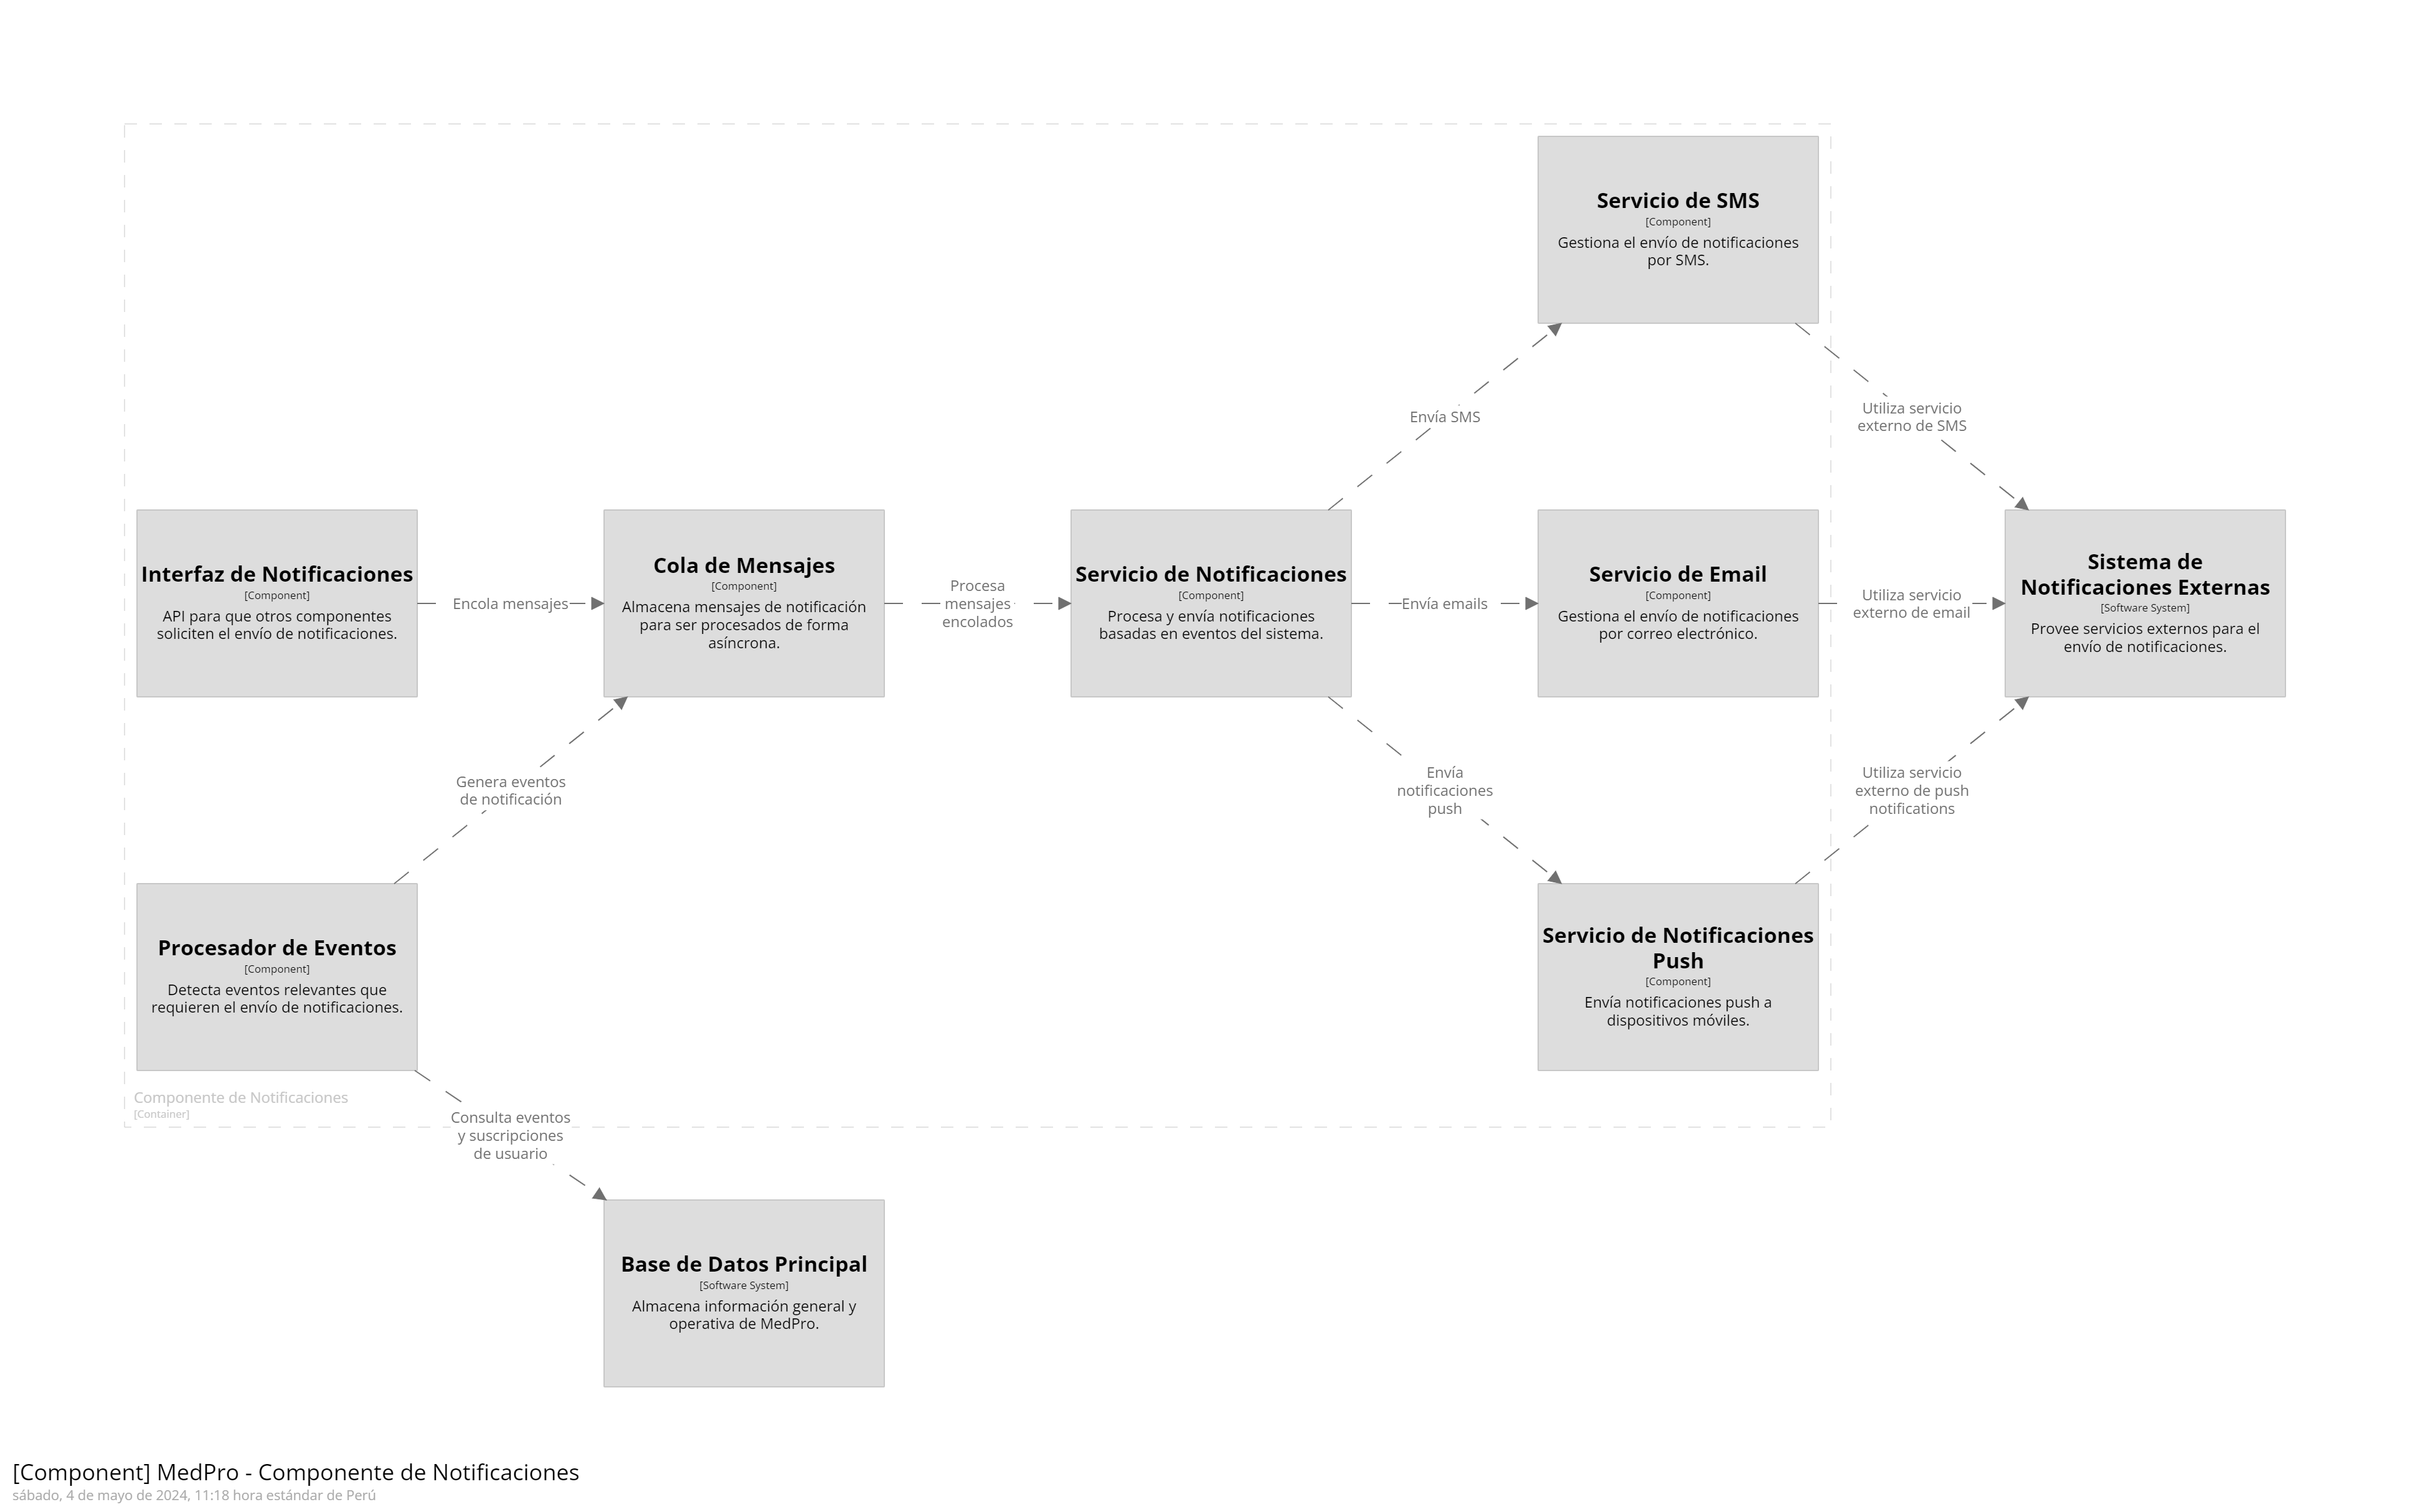 Servicio de SMS
[Component]
Gestiona el envío de notificaciones
por SMS.
Envía SMS
Utiliza servicio
externo de SMS
Interfaz de Notificaciones
[Component]
API para que otros componentes
soliciten el envío de notificaciones.
Encola mensajes
Cola de Mensajes
[Component]
Almacena mensajes de notificación
para ser procesados de forma
asíncrona.
Procesa
mensajes
encolados
Servicio de Notificaciones
[Component]
Procesa y envía notificaciones
basadas en eventos del sistema.
Envía emails
Servicio de Email
[Component]
Gestiona el envío de notificaciones
por correo electrónico.
Utiliza servicio
externo de email
Sistema de
Notificaciones Externas
[Software System]
Provee servicios externos para el
envío de notificaciones.
Genera eventos
de notificación
Envía
notificaciones
push
Utiliza servicio
externo de push
notifications
Procesador de Eventos
[Component]
Detecta eventos relevantes que
requieren el envío de notificaciones.
Servicio de Notificaciones
Push
[Component]
Envía notificaciones push a
dispositivos móviles.
Componente de Notificaciones
[Container]
Consulta eventos
y suscripciones
de usuario
Base de Datos Principal
[Software System]
Almacena información general y
operativa de MedPro.
[Component] MedPro - Componente de Notificaciones
sábado, 4 de mayo de 2024, 11:18 hora estándar de Perú